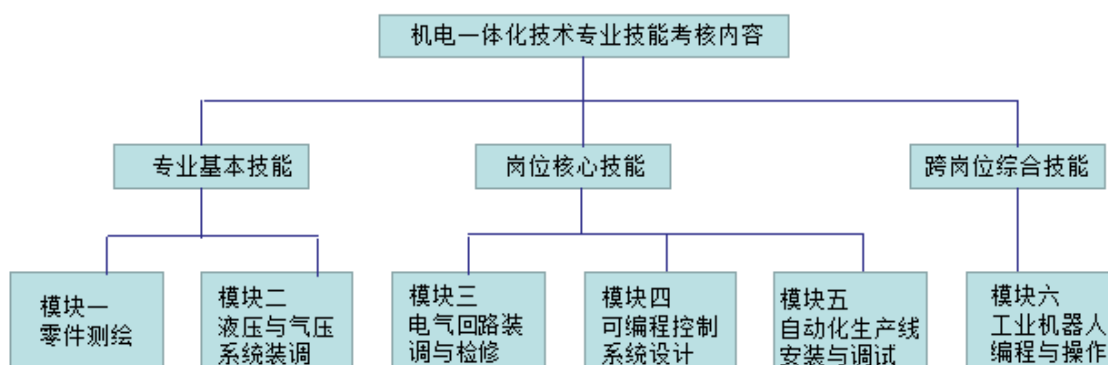 机电一体化技术专业技能考核内容
专业基本技能
岗位核心技能
跨岗位综合技能
模块一
零件测绘
模块二
液压与气压
系统装调
模块三
电气回路装
调与检修
模块四
可编程控制
系统设计
模块五
自动化生产线
安装与调试
模块六
工业机器人
编程与操作